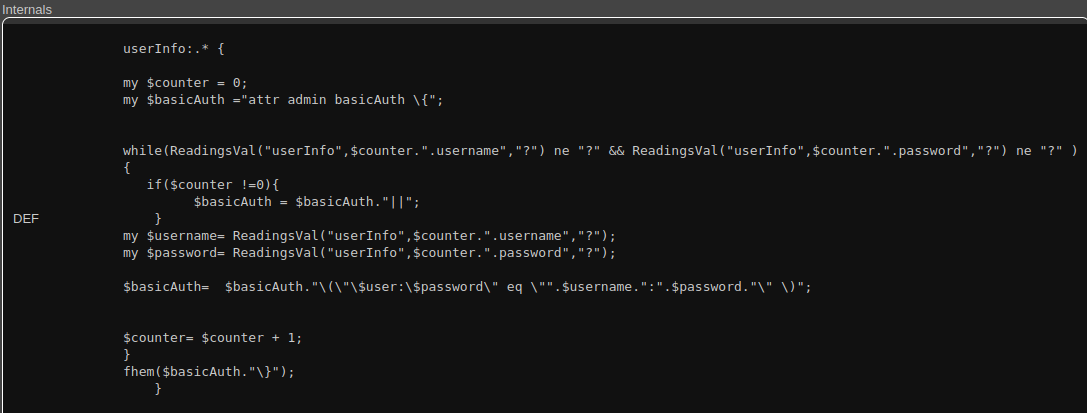 Internals
userInfo:.* {
my $counter = 0;
my $basicAuth ="attr admin basicAuth \{";
while(ReadingsVal("userInfo",$counter.".username","?") ne "?" && ReadingsVal("userInfo",$counter.".password","?") ne "?" )
{
if($counter !=0){
$basicAuth = $basicAuth."||";
}
DEF
my $username= ReadingsVal("userInfo",$counter.".username","?");
my $password= ReadingsVal("userInfo",$counter.".password","?");
$basicAuth=  $basicAuth."\(\"\$user:\$password\" eq \"".$username.":".$password."\" \)";
$counter= $counter + 1;
}
fhem($basicAuth."\}");
}